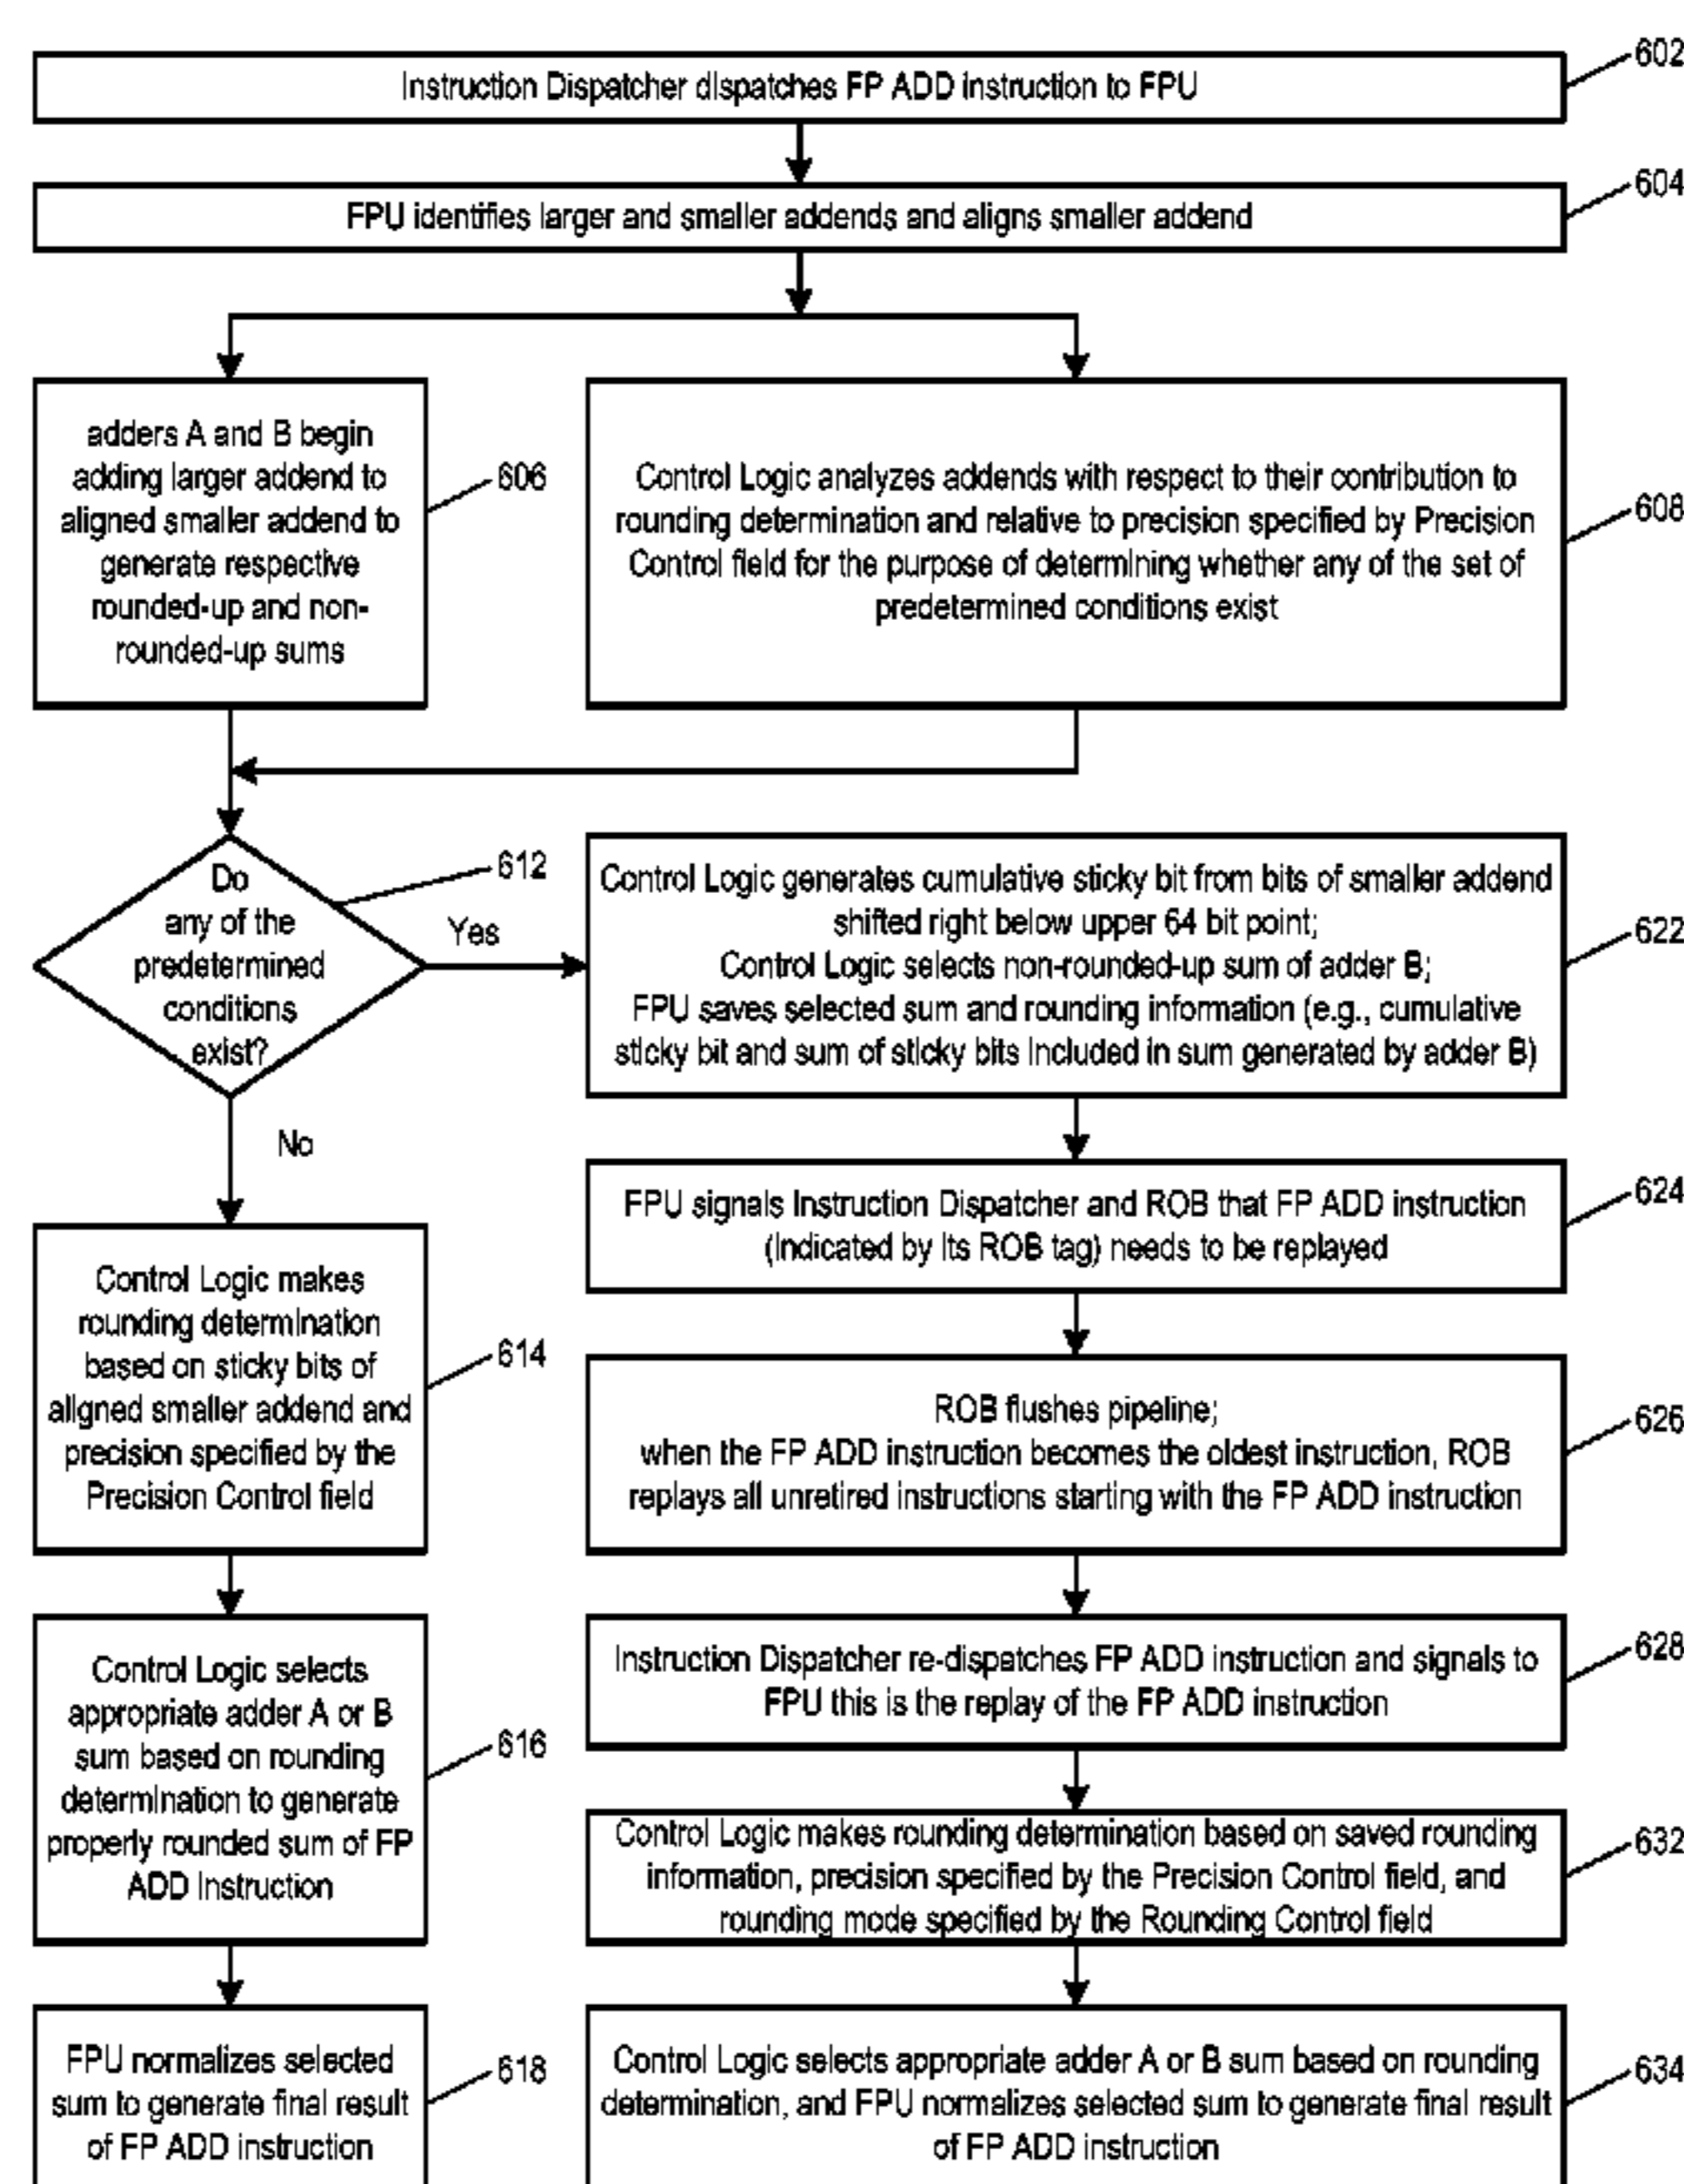 602
Instruction Dispatcher dispatches FP ADD instruction to FPU
604
FPU identifies larger and smaller addends and aligns smaller addend
adders A and B begin
adding larger addend to
aligned smaller addend to
generate respective
rounded-up and non-
rounded-up sums
606
Control Logic analyzes addends with respect to their contribution to
rounding determination and relative to precision specified by Precision
Control field for the purpose of determining whether any of the set of
predetermined conditions exist
608
Do
any of the
predetermined
conditions
exist?
612
Yes
No
Control Logic generates cumulative sticky bit from bits of smaller addend
shifted right below upper 64 bit point;
Control Logic selects non-rounded-up sum of adder B;
FPU saves selected sum and rounding information (e.g., cumulative
sticky bit and sum of sticky bits included in sum generated by adder B)
622
FPU signals Instruction Dispatcher and ROB that FP ADD instruction
(indicated by its ROB tag) needs to be replayed
624
Control Logic makes
rounding determination
based on sticky bits of
aligned smaller addend and
precision specified by the
Precision Control field
614
ROB flushes pipeline;
when the FP ADD instruction becomes the oldest instruction, ROB
replays all unretired instructions starting with the FP ADD instruction
626
Control Logic selects
appropriate adder A or B
sum based on rounding
determination to generate
properly rounded sum of FP
ADD Instruction
616
Instruction Dispatcher re-dispatches FP ADD instruction and signals to
FPU this is the replay of the FP ADD instruction
628
Control Logic makes rounding determination based on saved rounding
information, precision specified by the Precision Control field, and
rounding mode specified by the Rounding Control field
632
FPU normalizes selected
sum to generate final result
of FP ADD instruction
618
Control Logic selects appropriate adder A or B sum based on rounding
determination, and FPU normalizes selected sum to generate final result
of FP ADD instruction
634